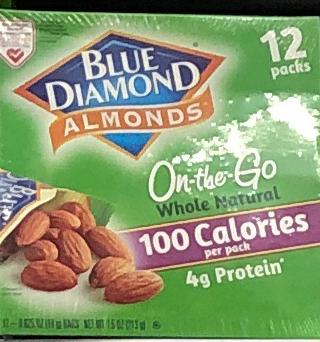 12
packs
BLUE
DIAMOND
ALMONDS
On-the-Go
Whole Natural
100 Calories
per pack
4g Protein*